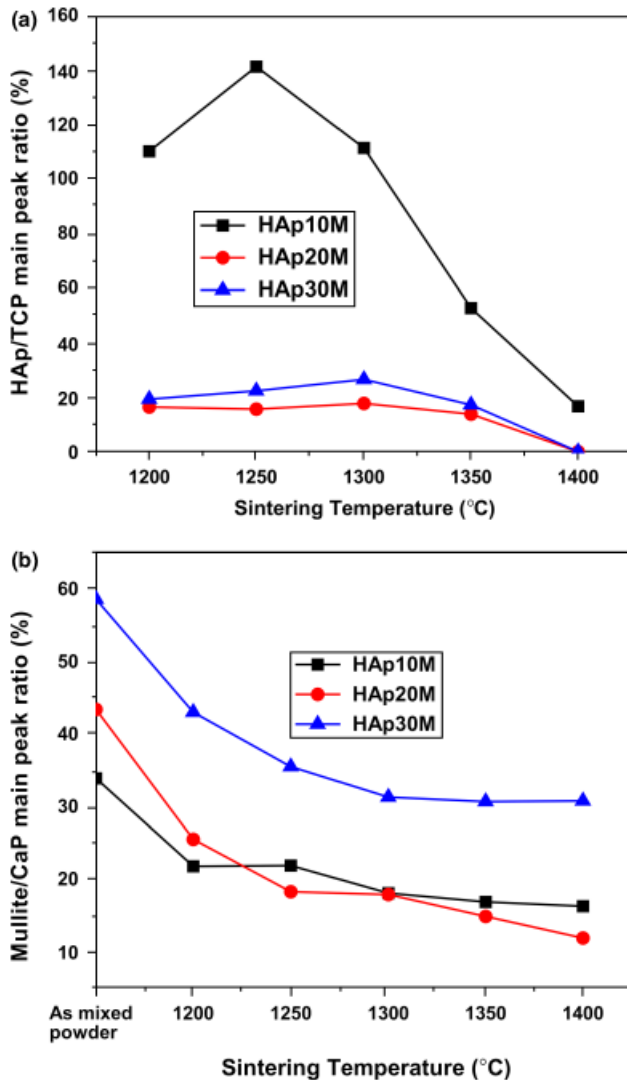 (a)
160
140
120
100
80
60
40
20
0
HAp/TCP main peak ratio (%)
HAp10M
HAp20M
HAp30M
1200 1250 1300 1350 1400
Sintering Temperature (°C)
(b)
60
50
40
30
20
10
Mullite/CaP main peak ratio (%)
HAp10M
HAp20M
HAp30M
As mixed 1200 1250 1300 1350 1400
powder
Sintering Temperature (°C)